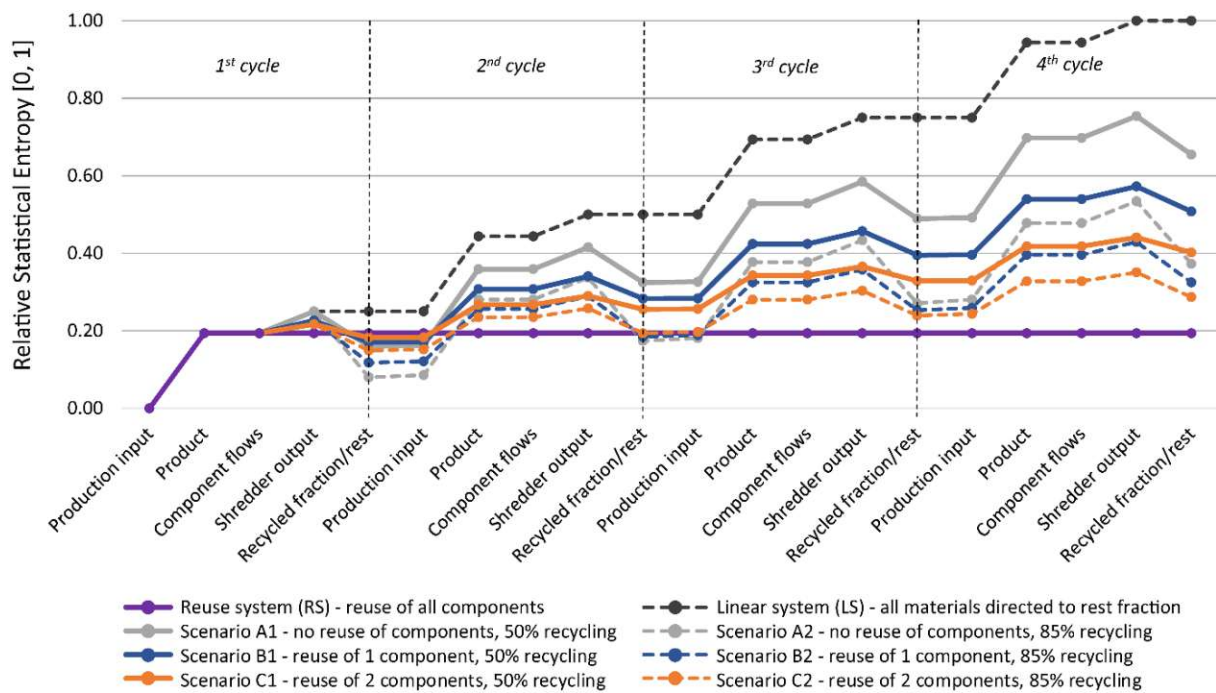 Relative Statistical Entropy [0, 1]
1.00
0.80
0.60
0.40
0.20
0.00
1st cycle
2nd cycle
3rd cycle
4th cycle
Production input
Product
Component flows
Shredder output
Recycled fraction/rest
Production input
Product
Component flows
Shredder output
Recycled fraction/rest
Production input
Product
Component flows
Shredder output
Recycled fraction/rest
Production input
Product
Component flows
Shredder output
Recycled fraction/rest
Reuse system (RS) - reuse of all components
Linear system (LS) - all materials directed to rest fraction
Scenario A1 - no reuse of components, 50% recycling
Scenario A2 - no reuse of components, 85% recycling
Scenario B1 - reuse of 1 component, 50% recycling
Scenario B2 - reuse of 1 component, 85% recycling
Scenario C1 - reuse of 2 components, 50% recycling
Scenario C2 - reuse of 2 components, 85% recycling